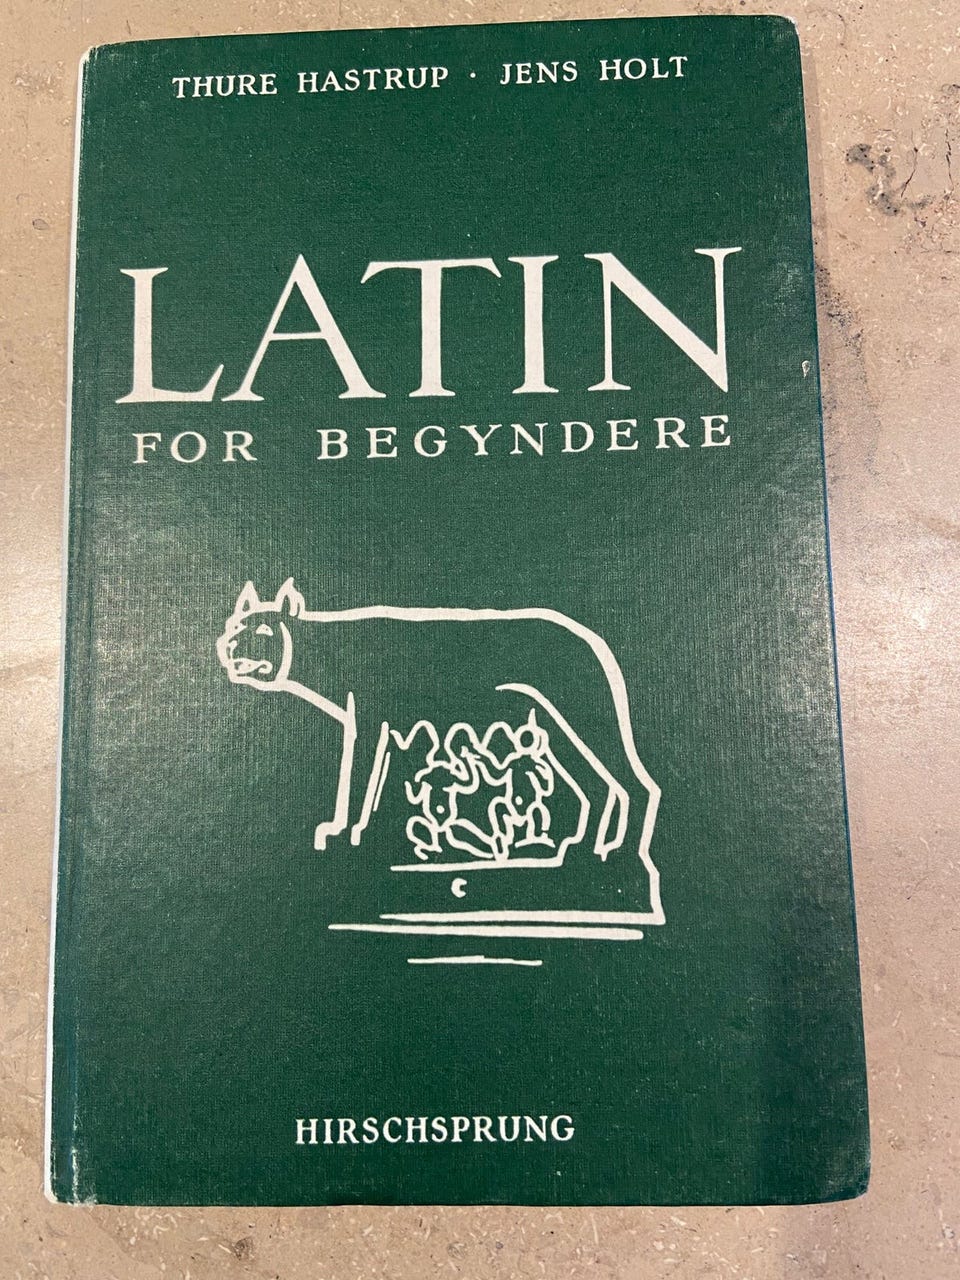 THURE HASTRUP · JENS HOLT
LATIN
FOR BEGYNDERE
HIRSCHSPRUNG